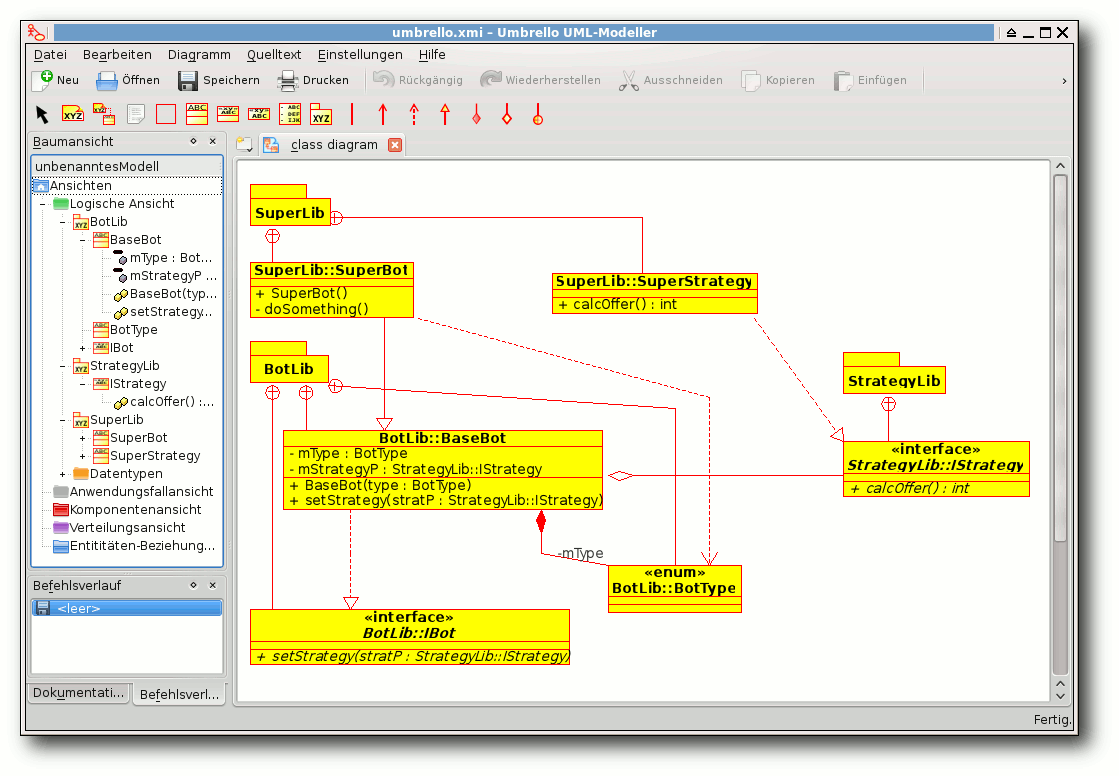 umbrello.xmi – Umbrello UML-Modeller
Datei Bearbeiten Diagramm Quelltext Einstellungen Hilfe
Neu Öffnen Speichern Drucken Rückgängig Wiederherstellen Ausschneiden Kopieren Einfügen
Baumansicht
class diagram
unbenanntesModell
Ansichten
Logische Ansicht
BotLib
BaseBot
mType : Bot...
mStrategyP ...
BaseBot(typ...
setStrategy...
BotType
IBot
StrategyLib
IStrategy
calcOffer() :...
SuperLib
SuperBot
SuperStrategy
Datentypen
Anwendungsfallansicht
Komponentenansicht
Verteilungsansicht
Entititäten-Beziehung...
Befehlsverlauf
<leer>
Dokumentati... Befehlsverl...
SuperLib
SuperLib::SuperBot
+ SuperBot()
- doSomething()
SuperLib::SuperStrategy
+ calcOffer() : int
BotLib
StrategyLib
BotLib::BaseBot
- mType : BotType
- mStrategyP : StrategyLib::IStrategy
+ BaseBot(type : BotType)
+ setStrategy(stratP : StrategyLib::IStrategy)
«interface»
StrategyLib::IStrategy
+ calcOffer() : int
-mType
«enum»
BotLib::BotType
«interface»
BotLib::IBot
+ setStrategy(stratP : StrategyLib::IStrategy)
Fertig.